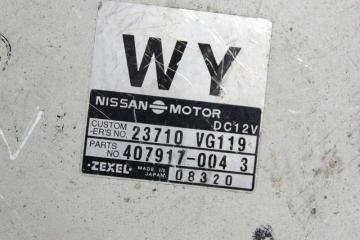 WY
NISSAN MOTOR
DC12V
CUSTOM
-ER'S NO. 23710 VG119
PARTS
NO. 407917-004 3
ZEXEL MADE IN JAPAN 08320